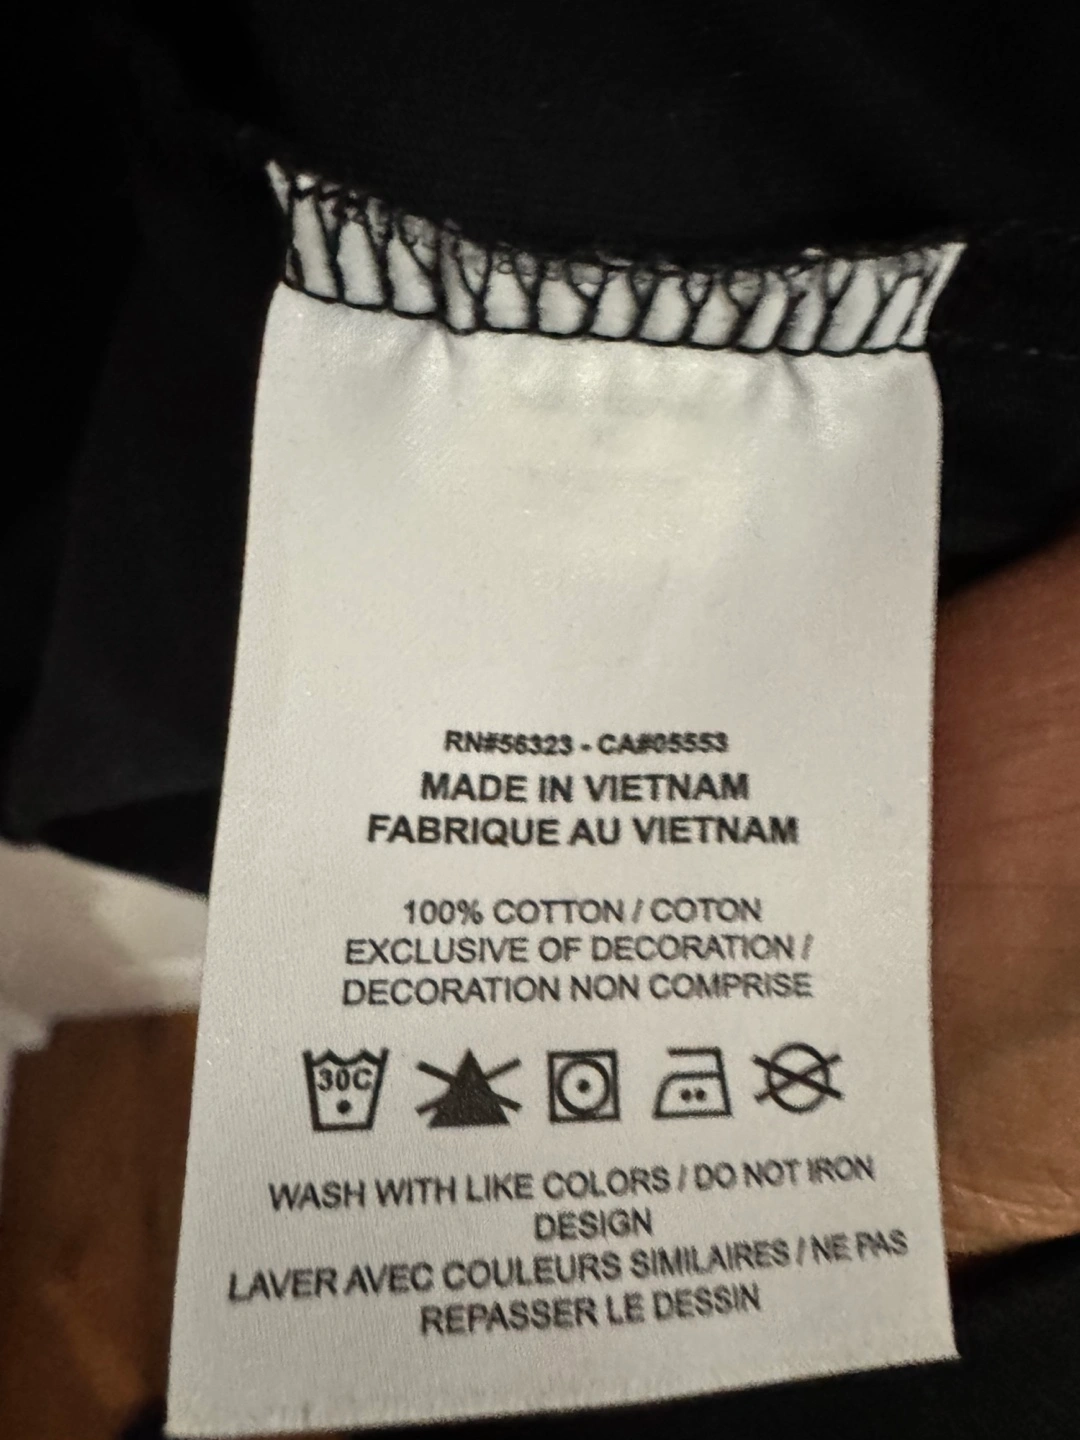 RN#56323 - CA#05553
MADE IN VIETNAM
FABRIQUE AU VIETNAM
100% COTTON / COTON
EXCLUSIVE OF DECORATION /
DECORATION NON COMPRISE
30C
WASH WITH LIKE COLORS / DO NOT IRON
DESIGN
LAVER AVEC COULEURS SIMILAIRES / NE PAS
REPASSER LE DESSIN